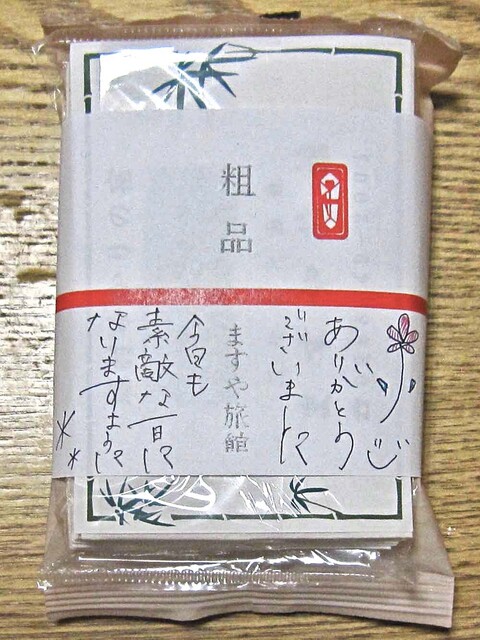 粗品
ありがとう
ございました
ますや旅館
今日も
素敵な一日に
なりますように